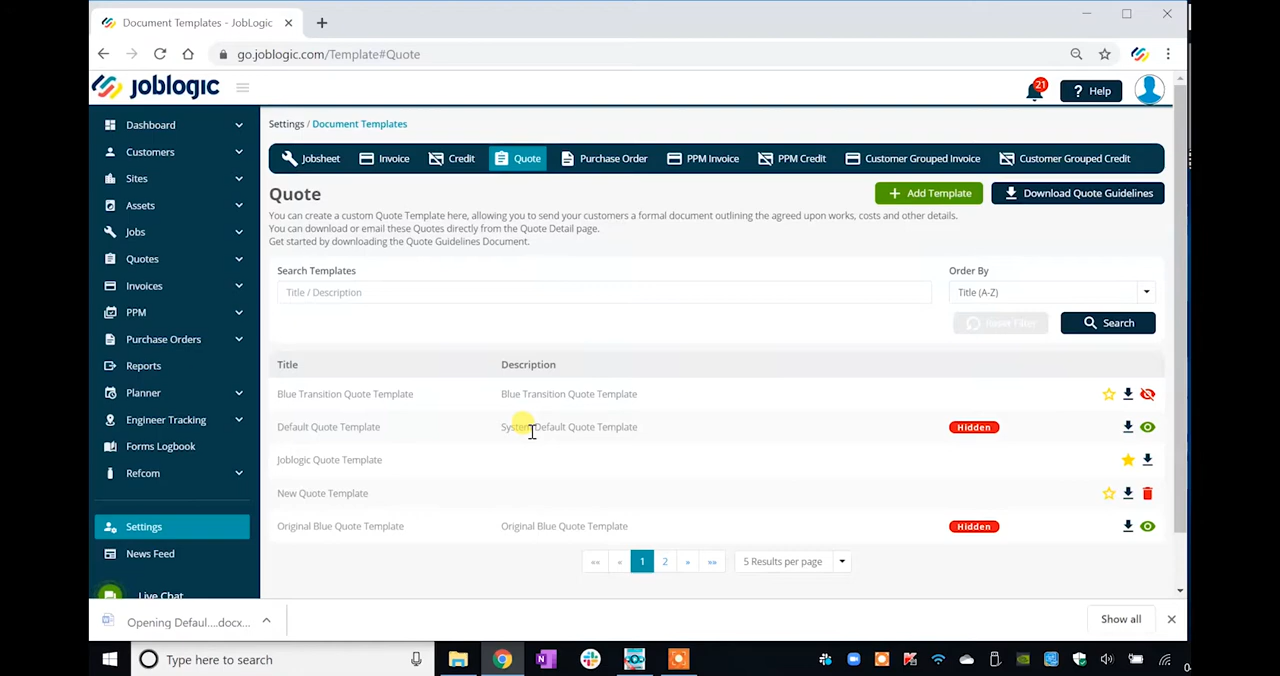 Document Templates - JobLogic
go.joblogic.com/Template#Quote
joblogic
21
? Help
Dashboard
Customers
Sites
Assets
Jobs
Quotes
Invoices
PPM
Purchase Orders
Reports
Planner
Engineer Tracking
Forms Logbook
Refcom
Settings
News Feed
Live Chat
Settings / Document Templates
Jobsheet Invoice Credit Quote Purchase Order PPM Invoice PPM Credit Customer Grouped Invoice Customer Grouped Credit
Quote
+ Add Template Download Quote Guidelines
You can create a custom Quote Template here, allowing you to send your customers a formal document outlining the agreed upon works, costs and other details.
You can download or email these Quotes directly from the Quote Detail page.
Get started by downloading the Quote Guidelines Document.
Search Templates Order By
Title / Description Title (A-Z)
Reset Filter Search
Title Description
Blue Transition Quote Template Blue Transition Quote Template
Default Quote Template System Default Quote Template Hidden
Joblogic Quote Template
New Quote Template
Original Blue Quote Template Original Blue Quote Template Hidden
«« « 1 2 » »» 5 Results per page
Opening Defaul....docx... Show all
Type here to search